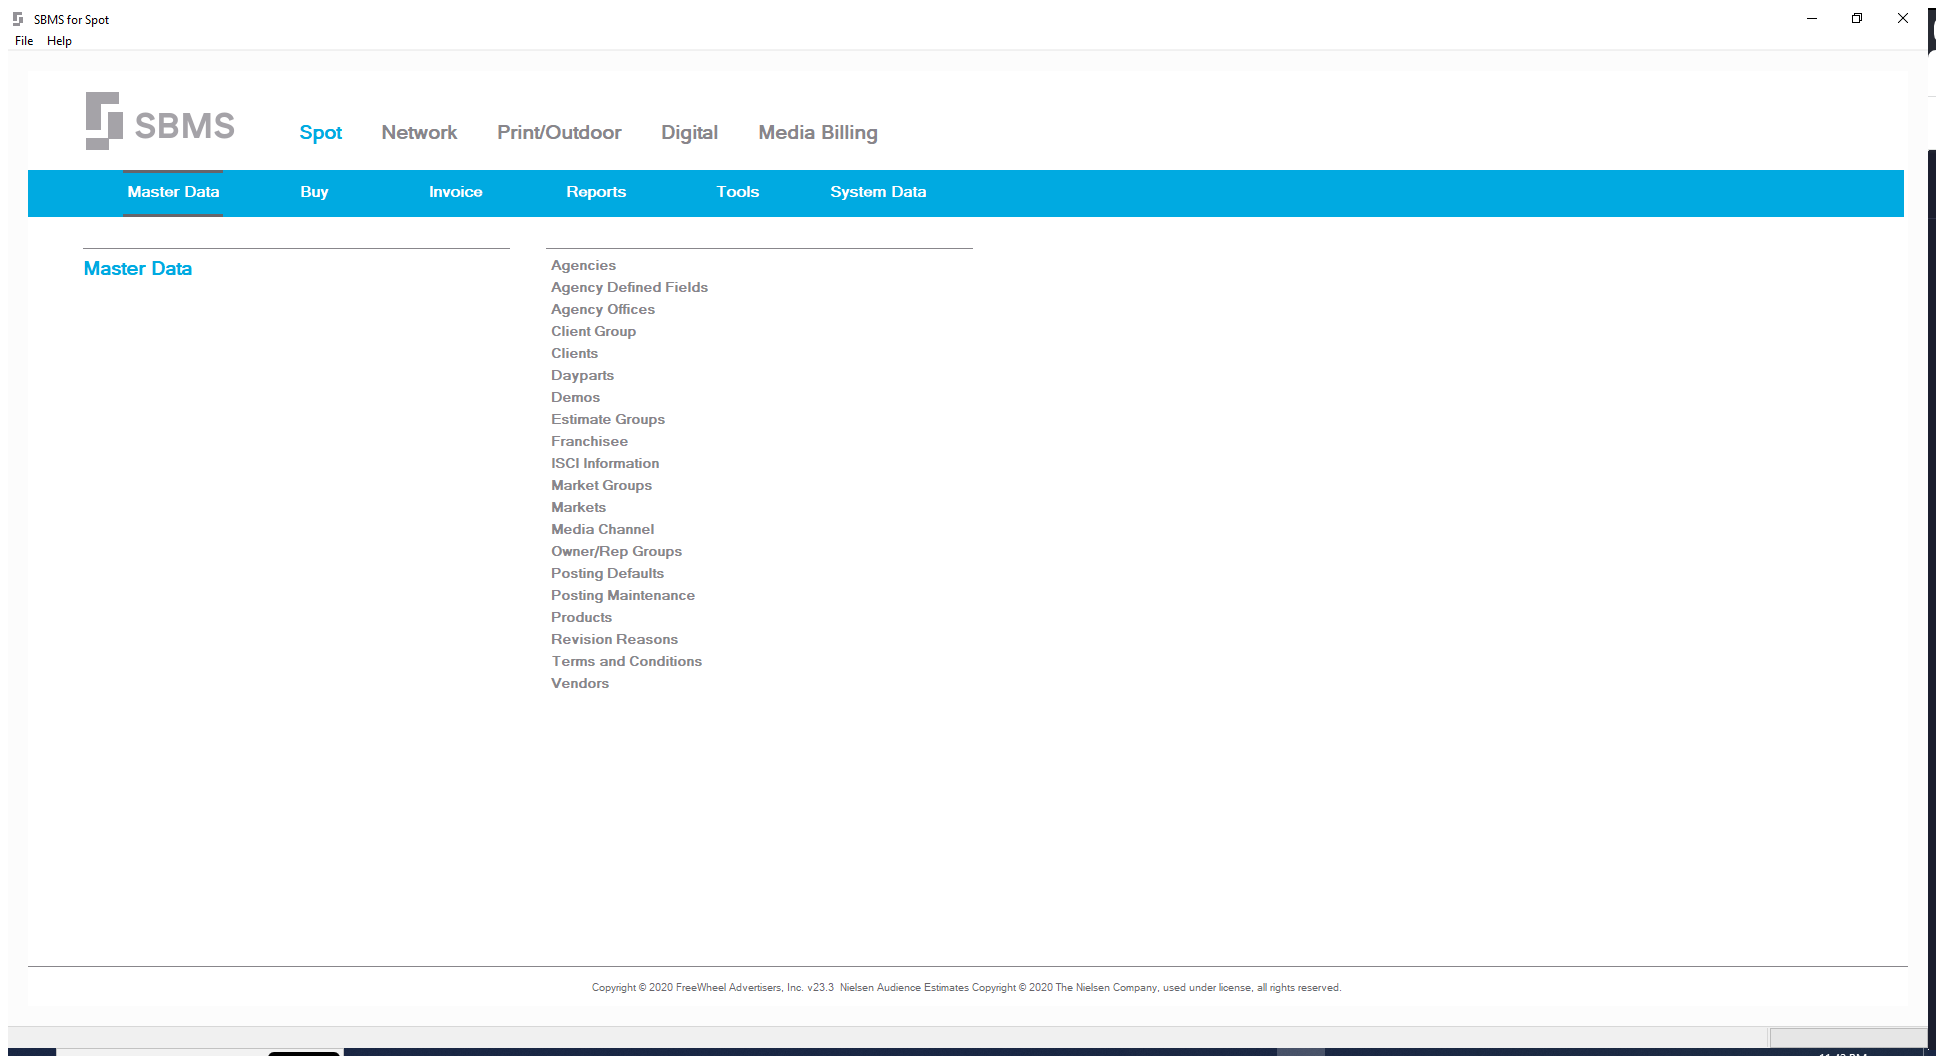 SBMS for Spot
File Help
SBMS Spot Network Print/Outdoor Digital Media Billing
Master Data Buy Invoice Reports Tools System Data
Master Data
Agencies
Agency Defined Fields
Agency Offices
Client Group
Clients
Dayparts
Demos
Estimate Groups
Franchisee
ISCI Information
Market Groups
Markets
Media Channel
Owner/Rep Groups
Posting Defaults
Posting Maintenance
Products
Revision Reasons
Terms and Conditions
Vendors
Copyright © 2020 FreeWheel Advertisers, Inc. v23.3 Nielsen Audience Estimates Copyright © 2020 The Nielsen Company, used under license, all rights reserved.